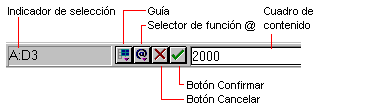 Indicador de selección
Guía
Cuadro de contenido
Selector de función @
A:D3
@
2000
Botón Confirmar
Botón Cancelar